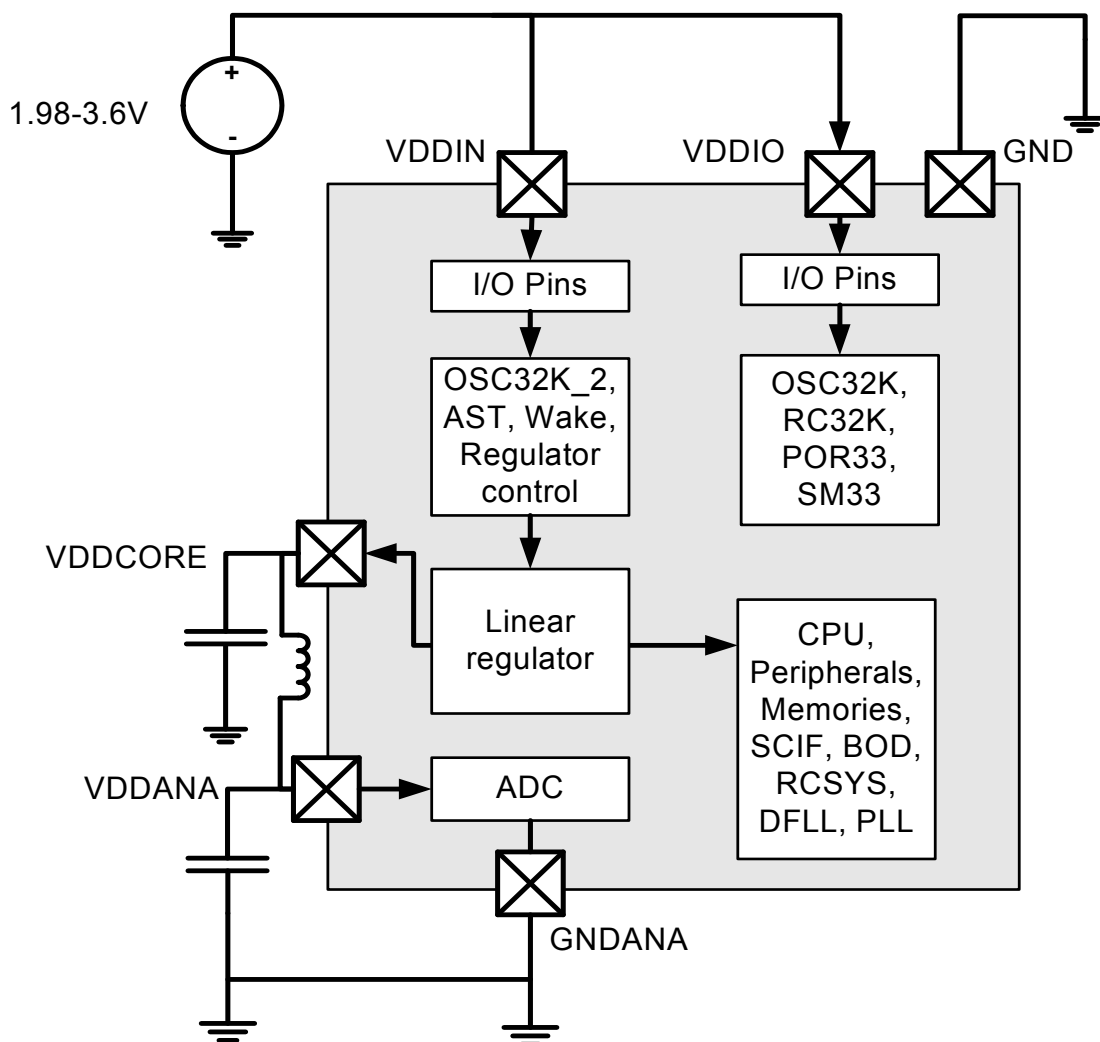 +
1.98-3.6V
-
VDDIN
VDDIO
GND
I/O Pins
I/O Pins
OSC32K_2,
AST, Wake,
Regulator
control
OSC32K,
RC32K,
POR33,
SM33
VDDCORE
Linear
regulator
CPU,
Peripherals,
Memories,
SCIF, BOD,
RCSYS,
DFLL, PLL
VDDANA
ADC
GNDANA